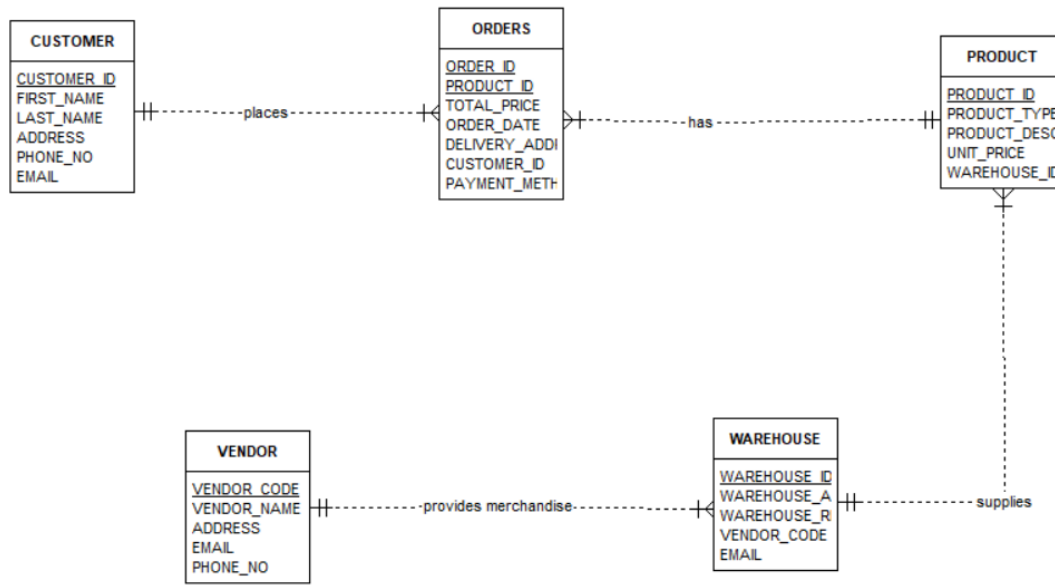 CUSTOMER
CUSTOMER_ID
FIRST_NAME
LAST_NAME
ADDRESS
PHONE_NO
EMAIL
places
ORDERS
ORDER_ID
PRODUCT_ID
TOTAL_PRICE
ORDER_DATE
DELIVERY_ADD
CUSTOMER_ID
PAYMENT_METH
has
PRODUCT
PRODUCT_ID
PRODUCT_TYPE
PRODUCT_DESC
UNIT_PRICE
WAREHOUSE_ID
VENDOR
VENDOR_CODE
VENDOR_NAME
ADDRESS
EMAIL
PHONE_NO
provides merchandise
WAREHOUSE
WAREHOUSE_ID
WAREHOUSE_A
WAREHOUSE_R
VENDOR_CODE
EMAIL
supplies